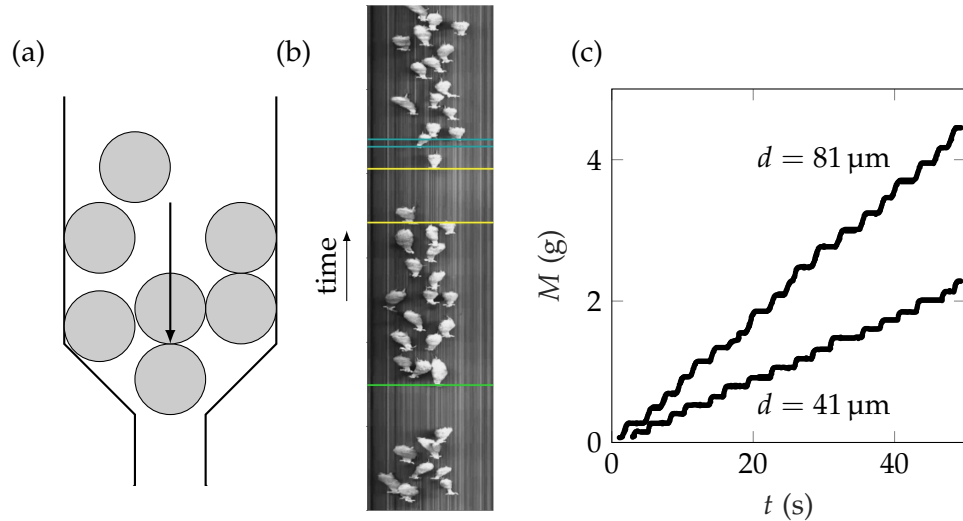 (a)
(b)
time
(c)
M (g)
4
2
0
d = 81 µm
d = 41 µm
0
20
40
t (s)